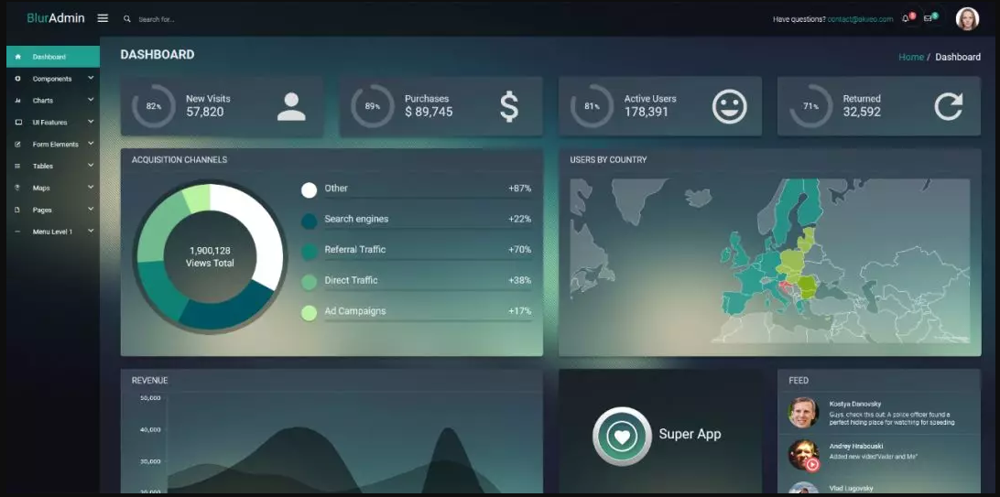 BlurAdmin
Search for...
Have questions? contact@akveo.com
5
8
Dashboard
Components
Charts
UI Features
Form Elements
Tables
Maps
Pages
Menu Level 1
DASHBOARD
Home / Dashboard
82%
New Visits
57,820
89%
Purchases
$ 89,745
81%
Active Users
178,391
71%
Returned
32,592
ACQUISITION CHANNELS
1,900,128
Views Total
Other +87%
Search engines +22%
Referral Traffic +70%
Direct Traffic +38%
Ad Campaigns +17%
USERS BY COUNTRY
REVENUE
50,000
40,000
30,000
20,000
Super App
FEED
Kostya Danovsky
Guys, check this out: A police officer found a
perfect hiding place for watching for speeding
Andrey Hrabouski
Added new video"Vader and Me"
Vlad Lugovsky